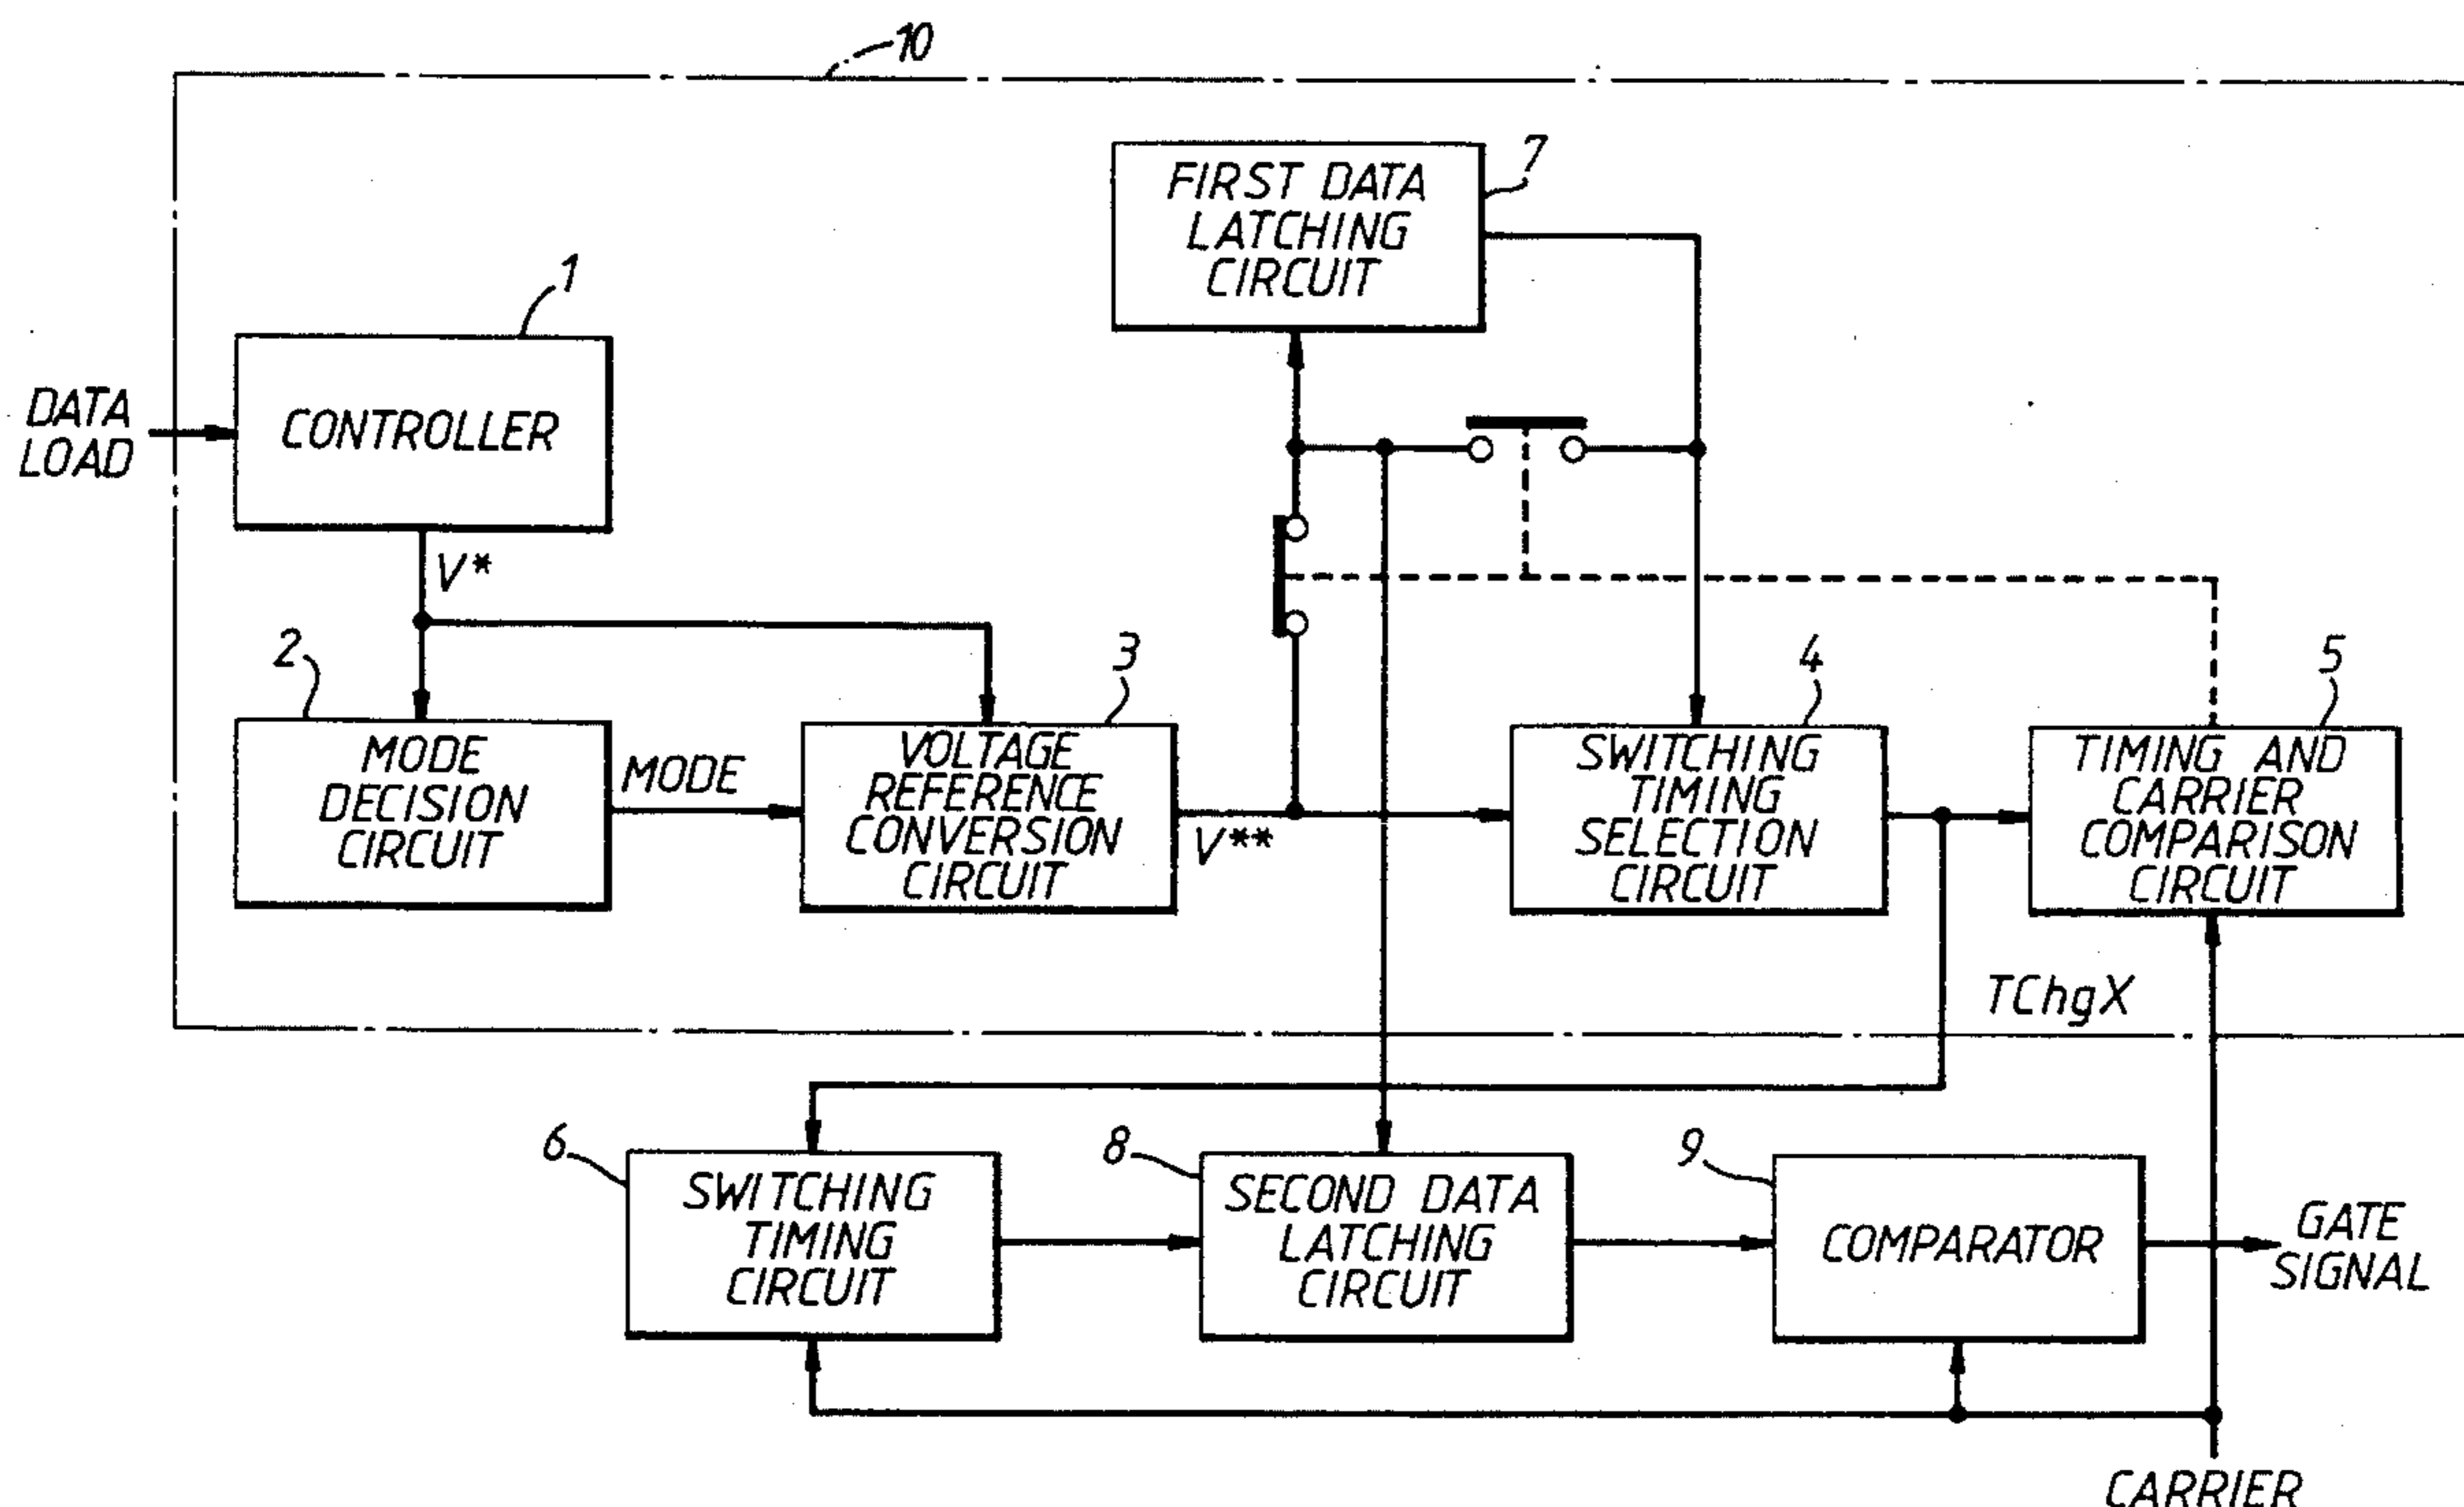 10
FIRST DATA
LATCHING
CIRCUIT
7
1
CONTROLLER
DATA
LOAD
V*
2
MODE
DECISION
CIRCUIT
MODE
3
VOLTAGE
REFERENCE
CONVERSION
CIRCUIT
V**
4
SWITCHING
TIMING
SELECTION
CIRCUIT
5
TIMING AND
CARRIER
COMPARISON
CIRCUIT
TChgX
6
SWITCHING
TIMING
CIRCUIT
8
SECOND DATA
LATCHING
CIRCUIT
9
COMPARATOR
GATE
SIGNAL
CARRIER